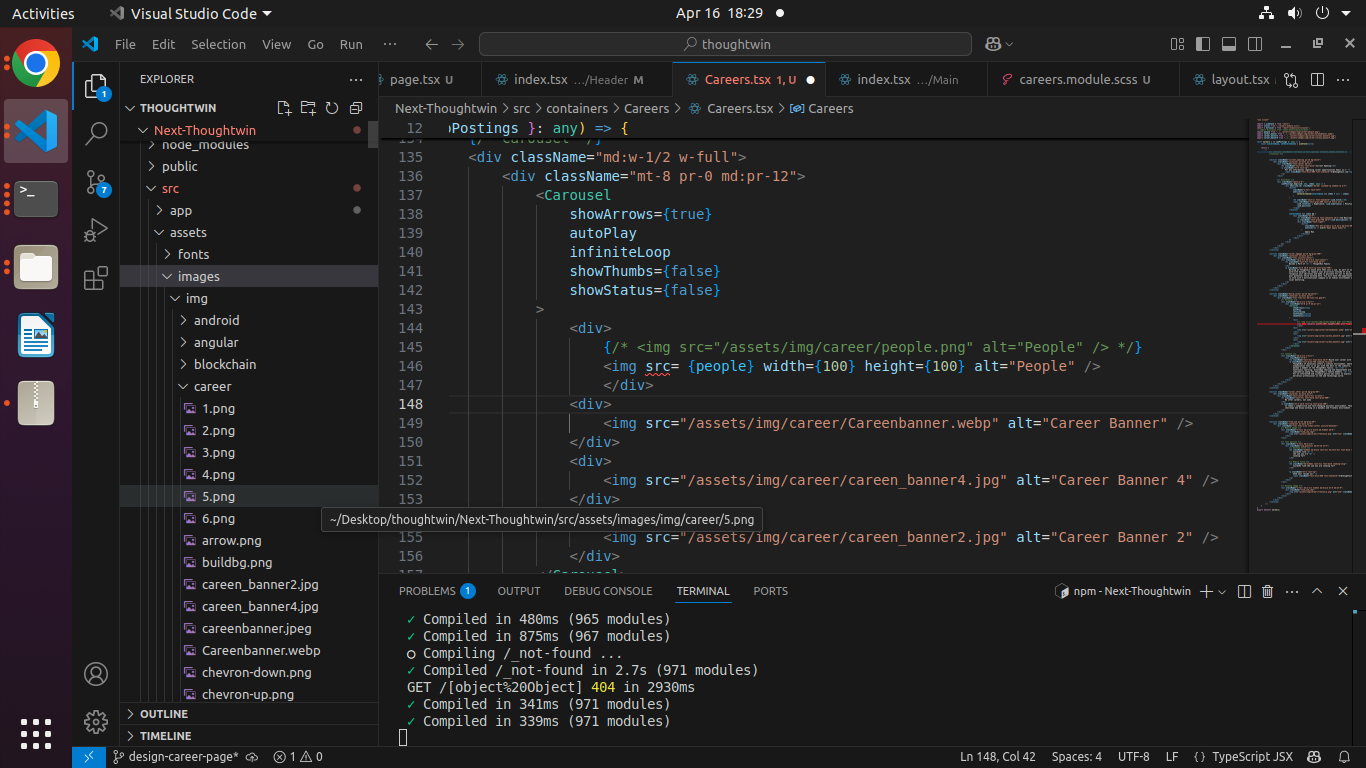 Activities
Visual Studio Code
Apr 16 18:29
File Edit Selection View Go Run ···
thoughtwin
EXPLORER
page.tsx U
index.tsx .../Header M
Careers.tsx 1, U
index.tsx .../Main
careers.module.scss U
layout.tsx
THOUGHTWIN
Next-Thoughtwin > src > containers > Careers > Careers.tsx > Careers
Next-Thoughtwin
node_modules
public
src
app
assets
fonts
images
img
android
angular
blockchain
career
1.png
2.png
3.png
4.png
5.png
6.png
arrow.png
buildbg.png
careen_banner2.jpg
careen_banner4.jpg
careenbanner.jpeg
Careenbanner.webp
chevron-down.png
chevron-up.png
OUTLINE
TIMELINE
1
7
12 Postings }: any) => {
134 {/* Carousel */}
135 <div className="md:w-1/2 w-full">
136 <div className="mt-8 pr-0 md:pr-12">
137 <Carousel
138 showArrows={true}
139 autoPlay
140 infiniteLoop
141 showThumbs={false}
142 showStatus={false}
143 >
144 <div>
145 {/* <img src="/assets/img/career/people.png" alt="People" /> */}
146 <img src= {people} width={100} height={100} alt="People" />
147 </div>
148 <div>
149 <img src="/assets/img/career/Careenbanner.webp" alt="Career Banner" />
150 </div>
151 <div>
152 <img src="/assets/img/career/careen_banner4.jpg" alt="Career Banner 4" />
153 </div>
~/Desktop/thoughtwin/Next-Thoughtwin/src/assets/images/img/career/5.png
155 <img src="/assets/img/career/careen_banner2.jpg" alt="Career Banner 2" />
156 </div>
157 </Carousel>
PROBLEMS 1 OUTPUT DEBUG CONSOLE TERMINAL PORTS
npm - Next-Thoughtwin
✓ Compiled in 480ms (965 modules)
✓ Compiled in 875ms (967 modules)
○ Compiling /_not-found ...
✓ Compiled /_not-found in 2.7s (971 modules)
GET /[object%20Object] 404 in 2930ms
✓ Compiled in 341ms (971 modules)
✓ Compiled in 339ms (971 modules)
design-career-page*
1 0
Ln 148, Col 42
Spaces: 4
UTF-8
LF
{ } TypeScript JSX